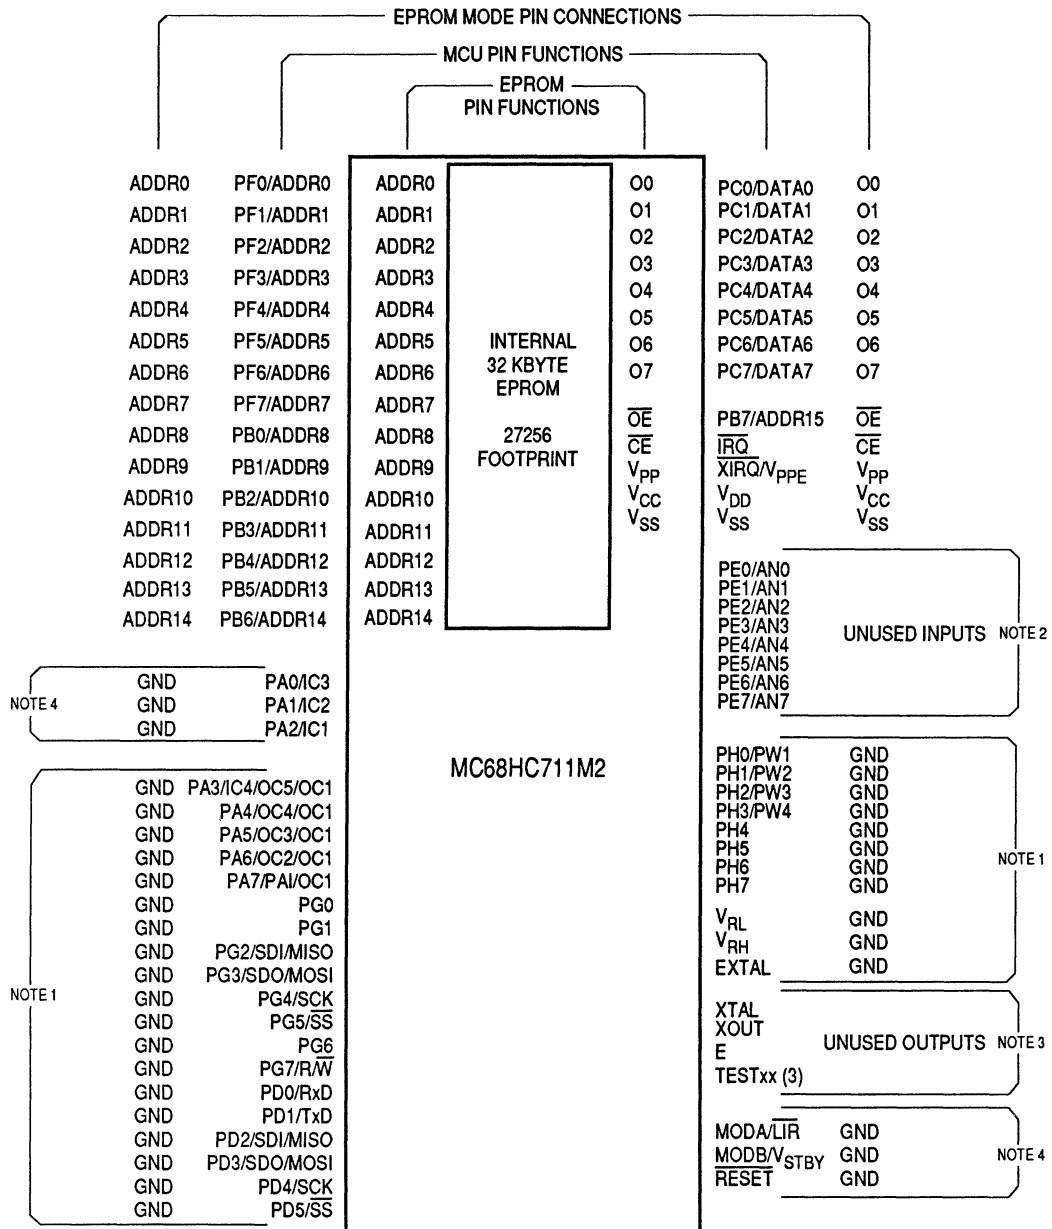 EPROM MODE PIN CONNECTIONS
MCU PIN FUNCTIONS
EPROM
PIN FUNCTIONS
ADDR0 PF0/ADDR0 ADDR0 O0 PC0/DATA0 O0
ADDR1 PF1/ADDR1 ADDR1 O1 PC1/DATA1 O1
ADDR2 PF2/ADDR2 ADDR2 O2 PC2/DATA2 O2
ADDR3 PF3/ADDR3 ADDR3 O3 PC3/DATA3 O3
ADDR4 PF4/ADDR4 ADDR4 O4 PC4/DATA4 O4
ADDR5 PF5/ADDR5 ADDR5 O5 PC5/DATA5 O5
ADDR6 PF6/ADDR6 ADDR6 O6 PC6/DATA6 O6
ADDR7 PF7/ADDR7 ADDR7 O7 PC7/DATA7 O7
ADDR8 PB0/ADDR8 ADDR8 O̅E̅ PB7/ADDR15 O̅E̅
ADDR9 PB1/ADDR9 ADDR9 C̅E̅ I̅R̅Q̅ C̅E̅
ADDR10 PB2/ADDR10 ADDR10 VPP X̅I̅R̅Q̅/VPPE VPP
ADDR11 PB3/ADDR11 ADDR11 VCC VDD VCC
ADDR12 PB4/ADDR12 ADDR12 VSS VSS VSS
ADDR13 PB5/ADDR13 ADDR13
ADDR14 PB6/ADDR14 ADDR14
INTERNAL
32 KBYTE
EPROM
27256
FOOTPRINT
PE0/AN0
PE1/AN1
PE2/AN2
PE3/AN3
PE4/AN4
PE5/AN5
PE6/AN6
PE7/AN7
UNUSED INPUTS NOTE 2
GND PA0/IC3
NOTE 4 GND PA1/IC2
GND PA2/IC1
MC68HC711M2
GND PA3/IC4/OC5/OC1
GND PA4/OC4/OC1
GND PA5/OC3/OC1
GND PA6/OC2/OC1
GND PA7/PAI/OC1
GND PG0
GND PG1
GND PG2/SDI/MISO
GND PG3/SDO/MOSI
NOTE 1
GND PG4/SCK
GND PG5/S̅S̅
GND PG6
GND PG7/R/W̅
GND PD0/RxD
GND PD1/TxD
GND PD2/SDI/MISO
GND PD3/SDO/MOSI
GND PD4/SCK
GND PD5/S̅S̅
PH0/PW1 GND
PH1/PW2 GND
PH2/PW3 GND
PH3/PW4 GND
PH4 GND
PH5 GND
PH6 GND
PH7 GND
NOTE 1
VRL GND
VRH GND
EXTAL GND
XTAL
XOUT
E
TESTxx (3)
UNUSED OUTPUTS NOTE 3
MODA/L̅I̅R̅ GND
MODB/VSTBY GND
R̅E̅S̅E̅T̅ GND
NOTE 4